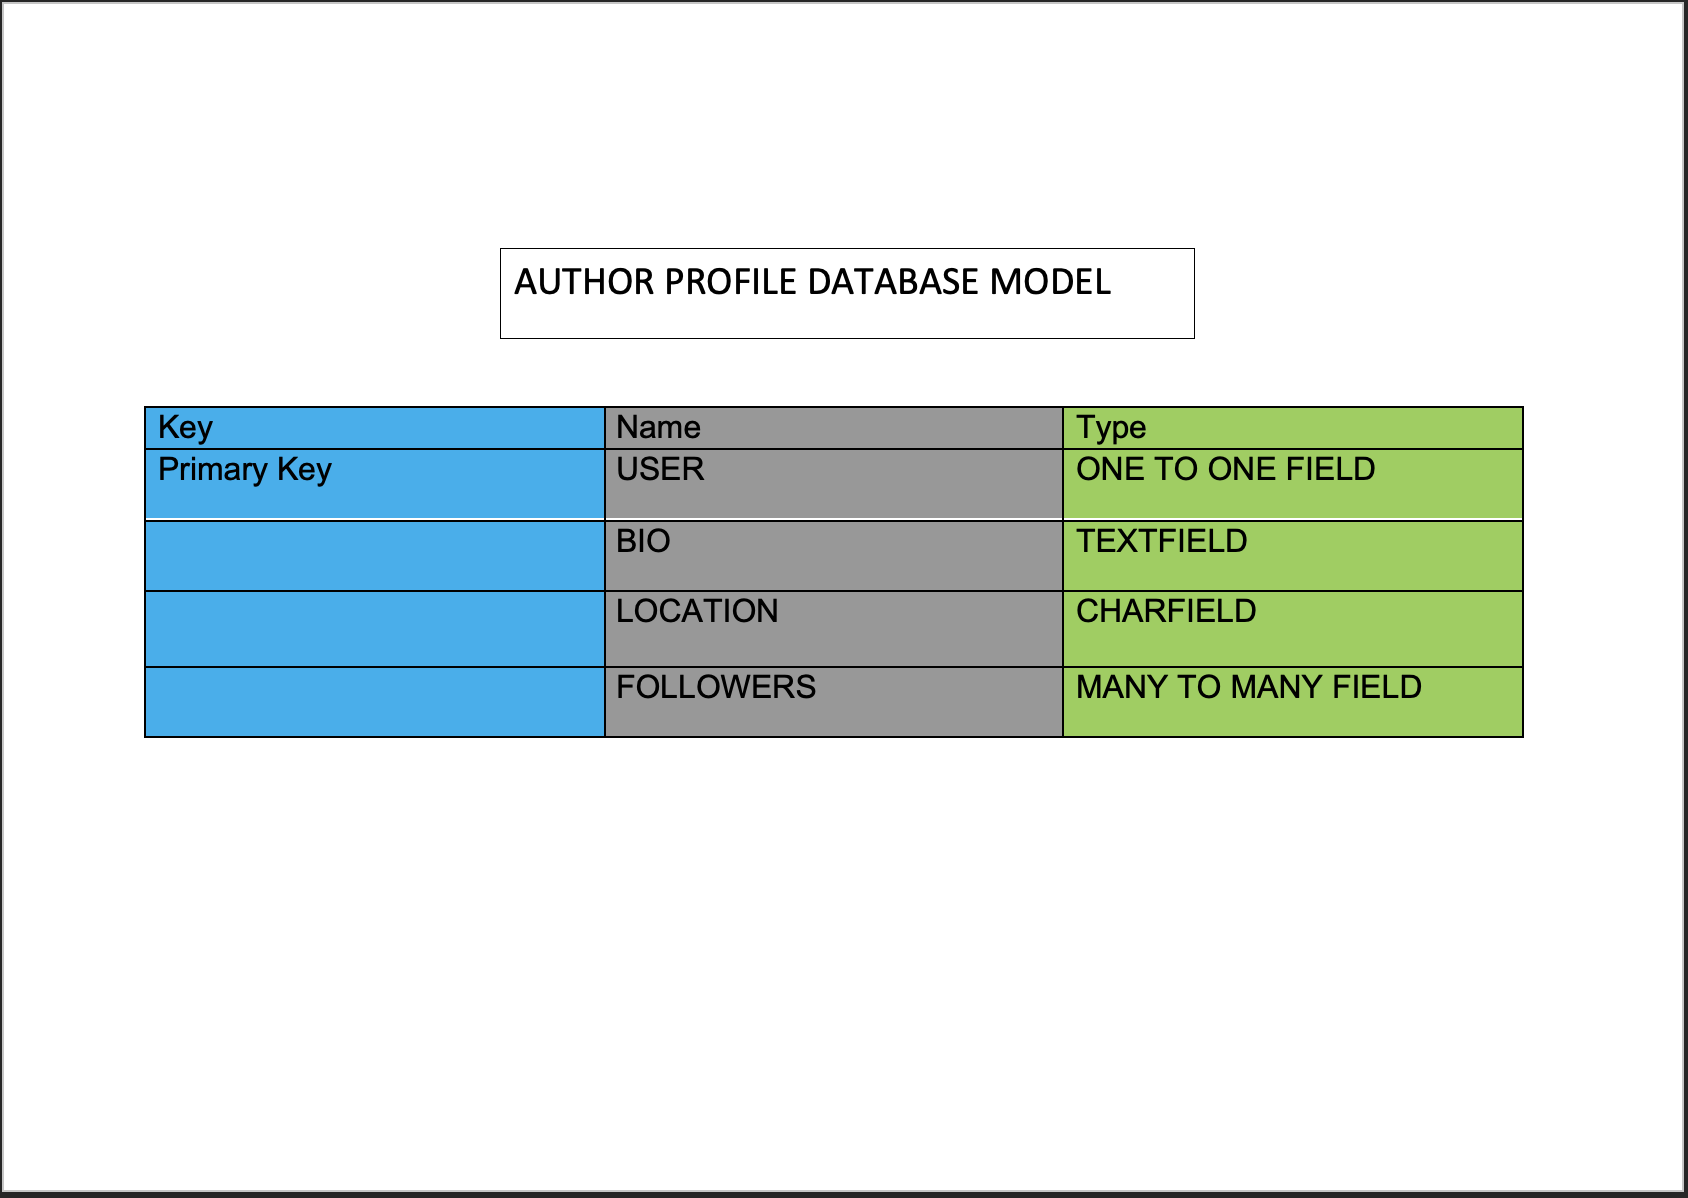 AUTHOR PROFILE DATABASE MODEL
Key Name Type
Primary Key USER ONE TO ONE FIELD
BIO TEXTFIELD
LOCATION CHARFIELD
FOLLOWERS MANY TO MANY FIELD